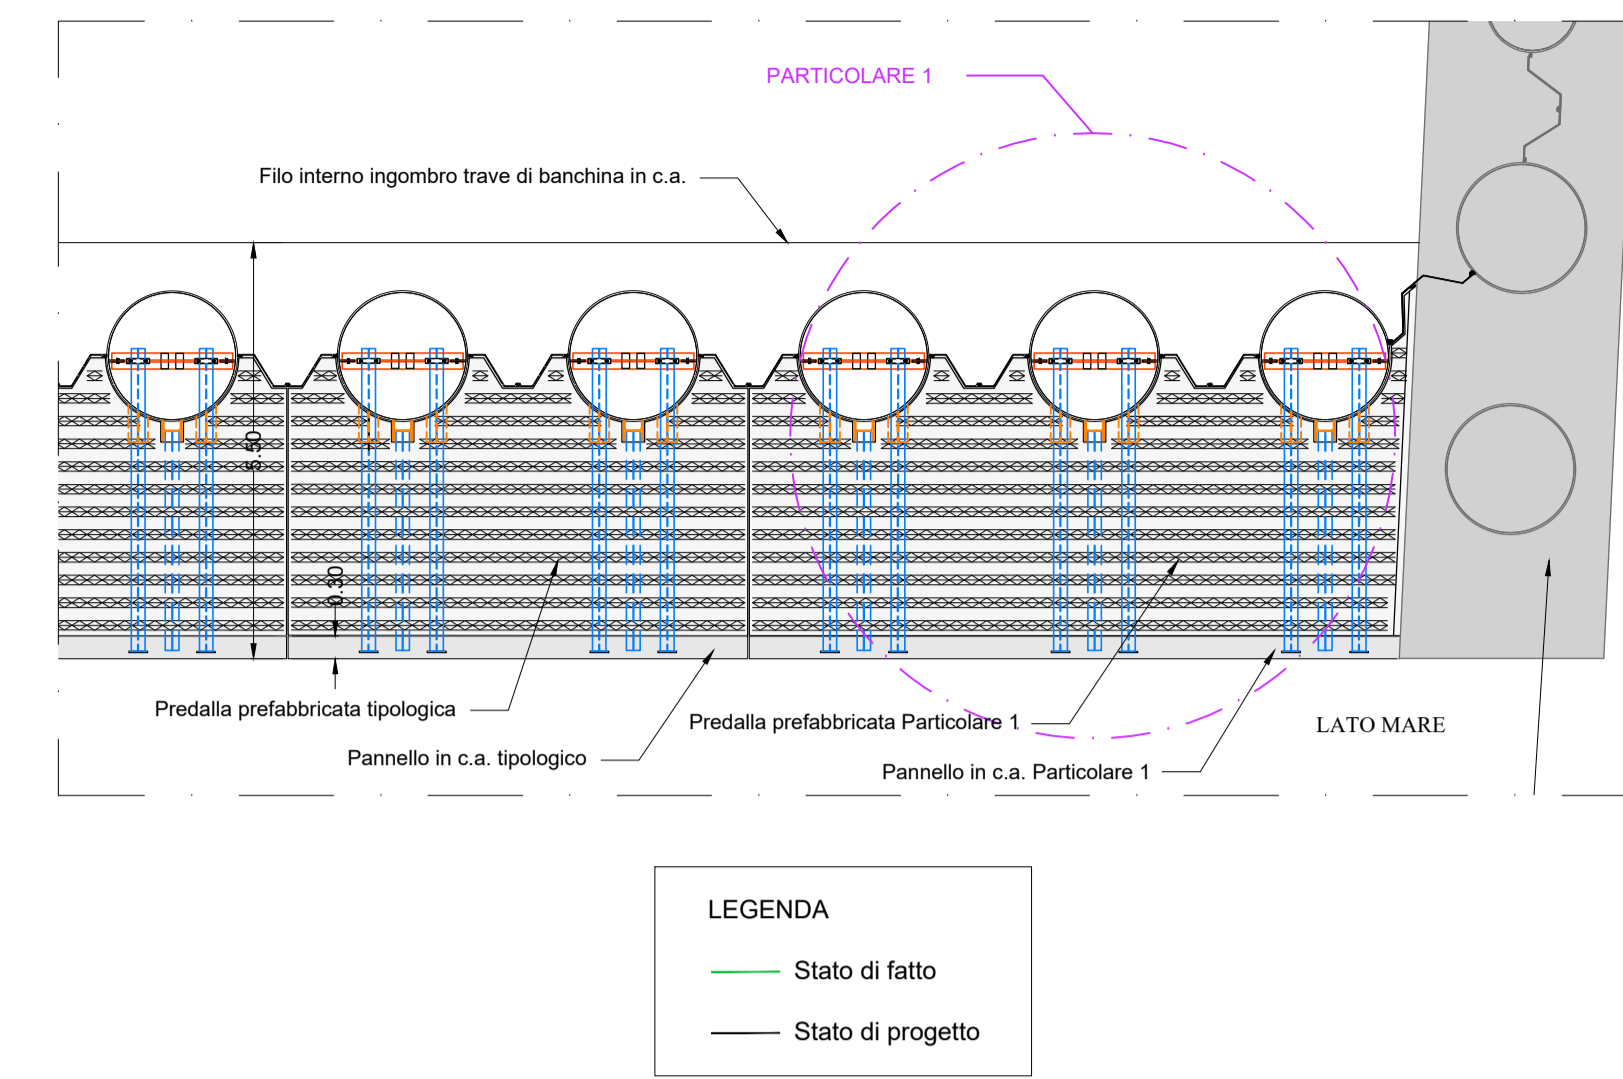 PARTICOLARE 1
Filo interno ingombro trave di banchina in c.a.
5.50
0.30
Predalla prefabbricata tipologica
Predalla prefabbricata Particolare 1
LATO MARE
Pannello in c.a. tipologico
Pannello in c.a. Particolare 1
LEGENDA
Stato di fatto
Stato di progetto